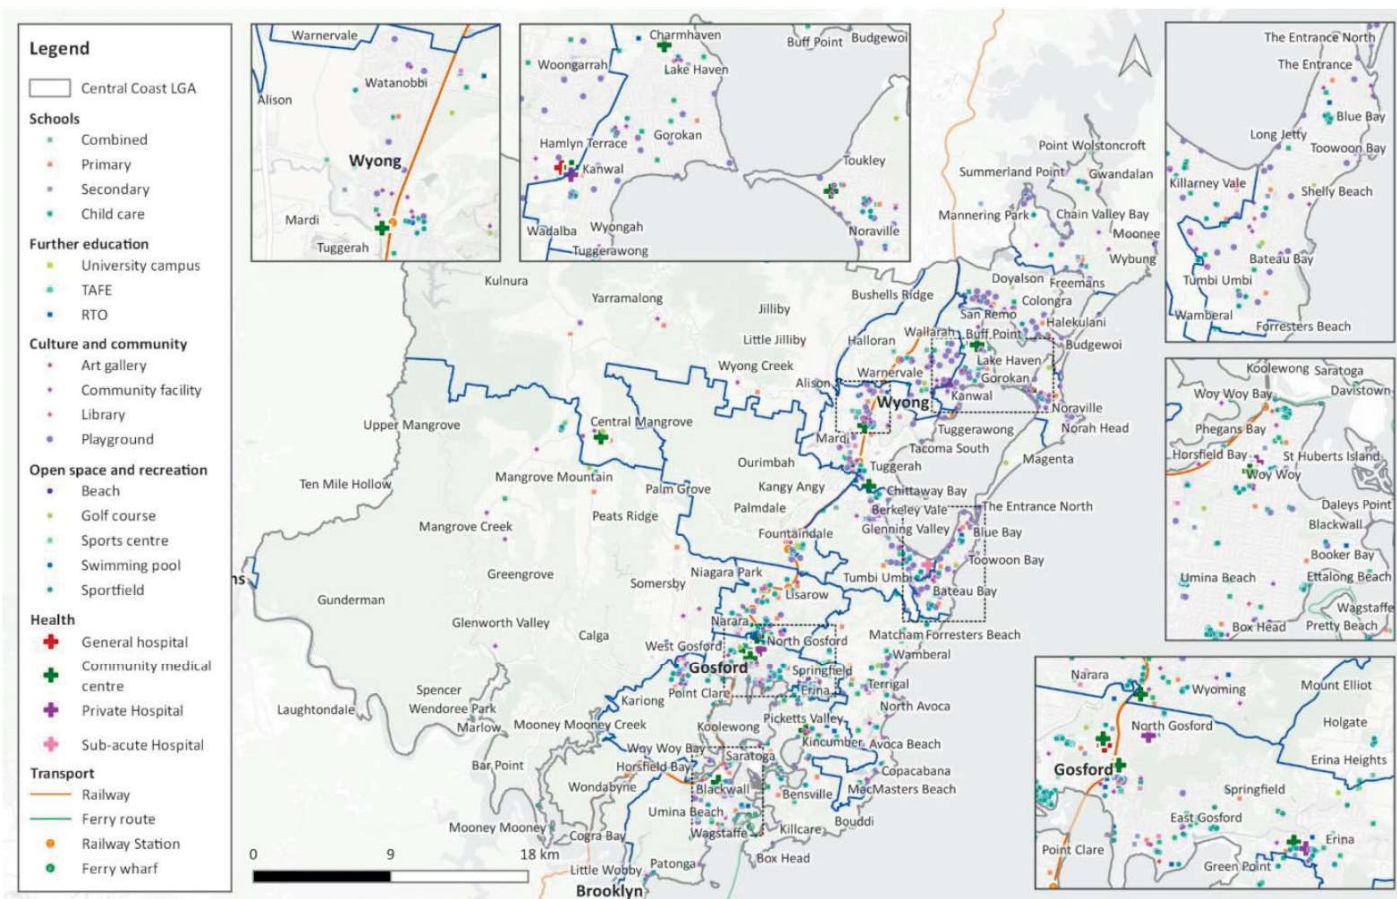 Legend
Central Coast LGA
Schools
Combined
Primary
Secondary
Child care
Further education
University campus
TAFE
RTO
Culture and community
Art gallery
Community facility
Library
Playground
Open space and recreation
Beach
Golf course
Sports centre
Swimming pool
Sportfield
Health
General hospital
Community medical
centre
Private Hospital
Sub-acute Hospital
Transport
Railway
Ferry route
Railway Station
Ferry wharf
Warnervale
Watanobbi
Alison
Wyong
Mardi
Tuggerah
Charmhaven
Buff Point
Budgewoi
Woongarrah
Lake Haven
Gorokan
Hamlyn Terrace
Kanwal
Toukley
Wadalba
Wyongah
Noraville
Tuggerawong
The Entrance North
The Entrance
Blue Bay
Long Jetty
Toowoon Bay
Killarney Vale
Shelly Beach
Bateau Bay
Tumbi Umbi
Wamberal
Forresters Beach
Koolewong
Saratoga
Woy Woy Bay
Davistown
Phegans Bay
Horsfield Bay
St Huberts Island
Woy Woy
Daleys Point
Blackwall
Booker Bay
Umina Beach
Ettalong Beach
Wagstaffe
Box Head
Pretty Beach
Narara
Wyoming
Mount Elliot
North Gosford
Holgate
Gosford
Erina Heights
Springfield
East Gosford
Erina
Point Clare
Green Point
Point Wolstoncroft
Summerland Point
Gwandalan
Mannering Park
Chain Valley Bay
Moonee
Wybung
Kulnura
Yarramalong
Jilliby
Bushells Ridge
Doyalson
Freemans
Colongra
San Remo
Halekulani
Little Jilliby
Halloran
Wallarah
Buff Point
Budgewoi
Wyong Creek
Warnervale
Lake Haven
Alison
Gorokan
Kanwal
Wyong
Noraville
Upper Mangrove
Central Mangrove
Mardi
Tuggerawong
Norah Head
Tacoma South
Ourimbah
Tuggerah
Magenta
Mangrove Mountain
Ten Mile Hollow
Palm Grove
Kangy Angy
Chittaway Bay
Palmdale
Berkeley Vale
The Entrance North
Mangrove Creek
Peats Ridge
Fountaindale
Glenning Valley
Blue Bay
Toowoon Bay
ns
Greengrove
Somersby
Niagara Park
Tumbi Umbi
Lisarow
Bateau Bay
Gunderman
Glenworth Valley
Calga
Narara
Matcham
Forresters Beach
West Gosford
North Gosford
Wamberal
Gosford
Springfield
Spencer
Kariong
Point Clare
Erina
Terrigal
Laughtondale
Wendoree Park
North Avoca
Marlow
Mooney Mooney Creek
Koolewong
Picketts Valley
Woy Woy Bay
Kincumber
Avoca Beach
Bar Point
Horsfield Bay
Saratoga
Copacabana
Wondabyne
Blackwall
Bensville
MacMasters Beach
Umina Beach
Bouddi
Mooney Mooney
Cogra Bay
Wagstaffe
Killcare
Patonga
Box Head
Little Wobby
Brooklyn
0 9 18 km